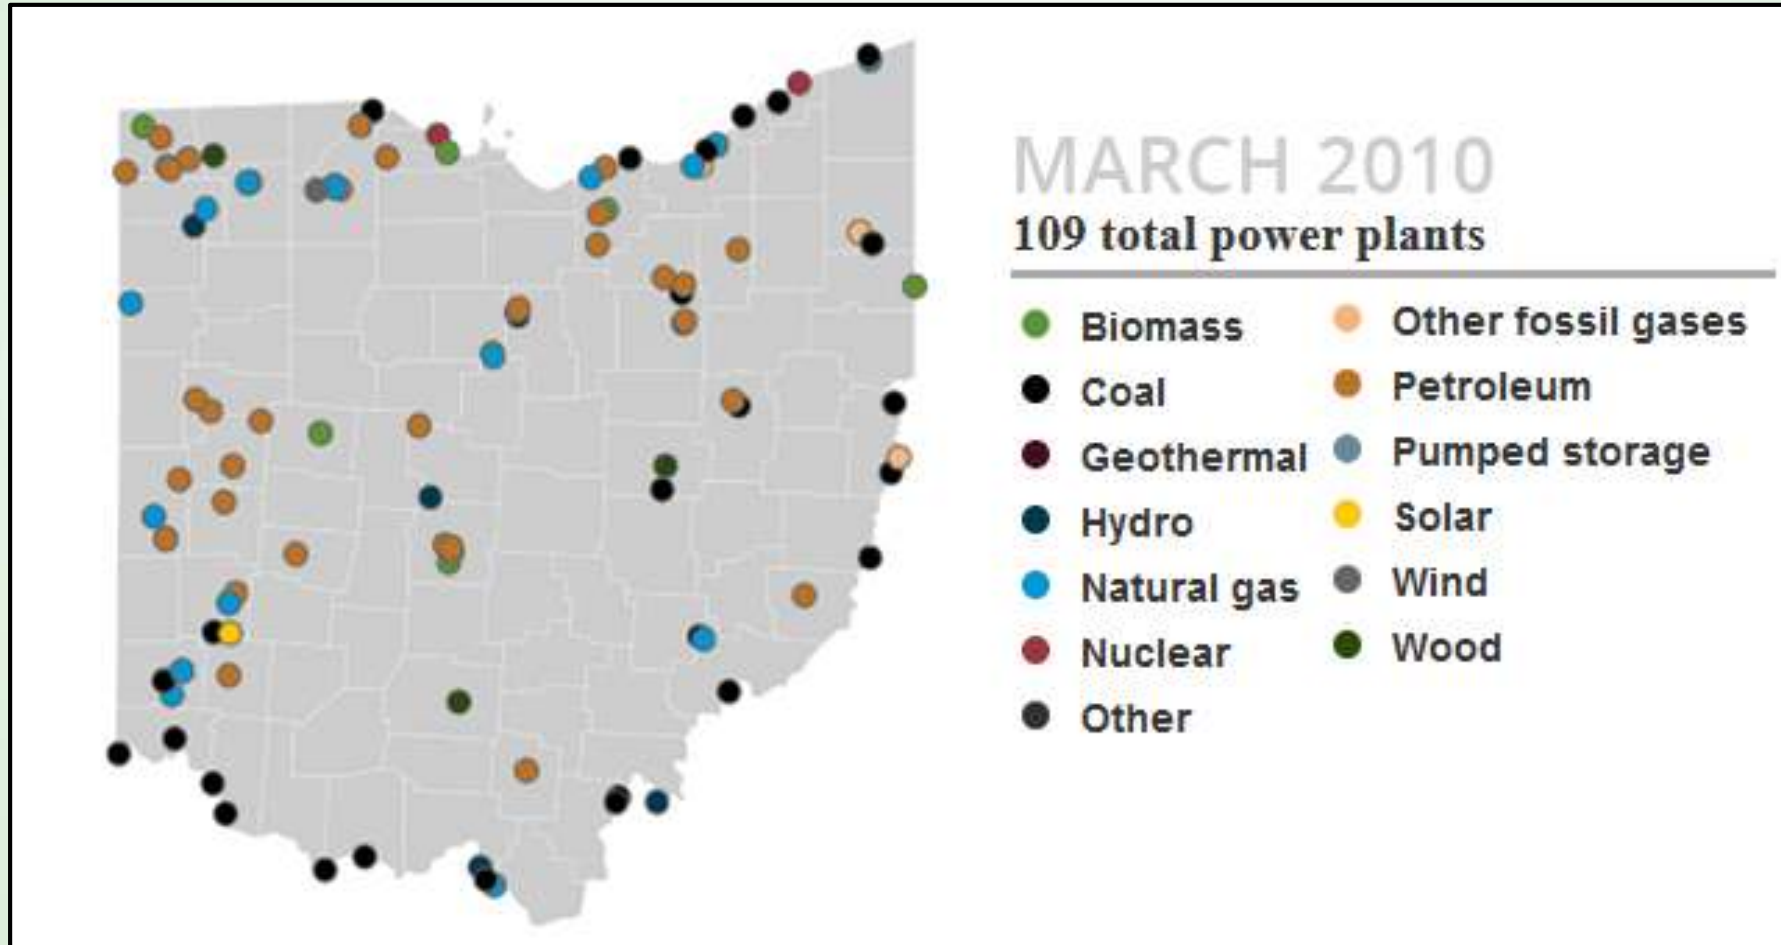 MARCH 2010
109 total power plants
Biomass
Coal
Geothermal
Hydro
Natural gas
Nuclear
Other
Other fossil gases
Petroleum
Pumped storage
Solar
Wind
Wood